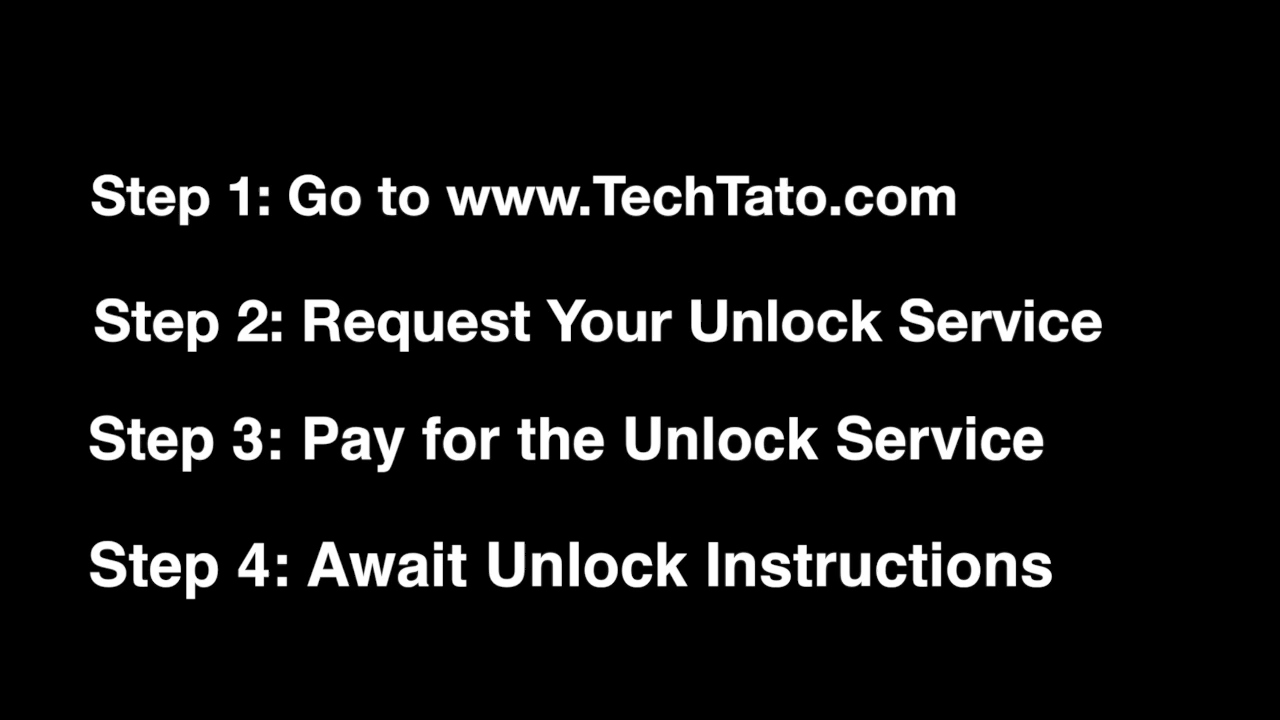 Step 1: Go to www.TechTato.com
Step 2: Request Your Unlock Service
Step 3: Pay for the Unlock Service
Step 4: Await Unlock Instructions